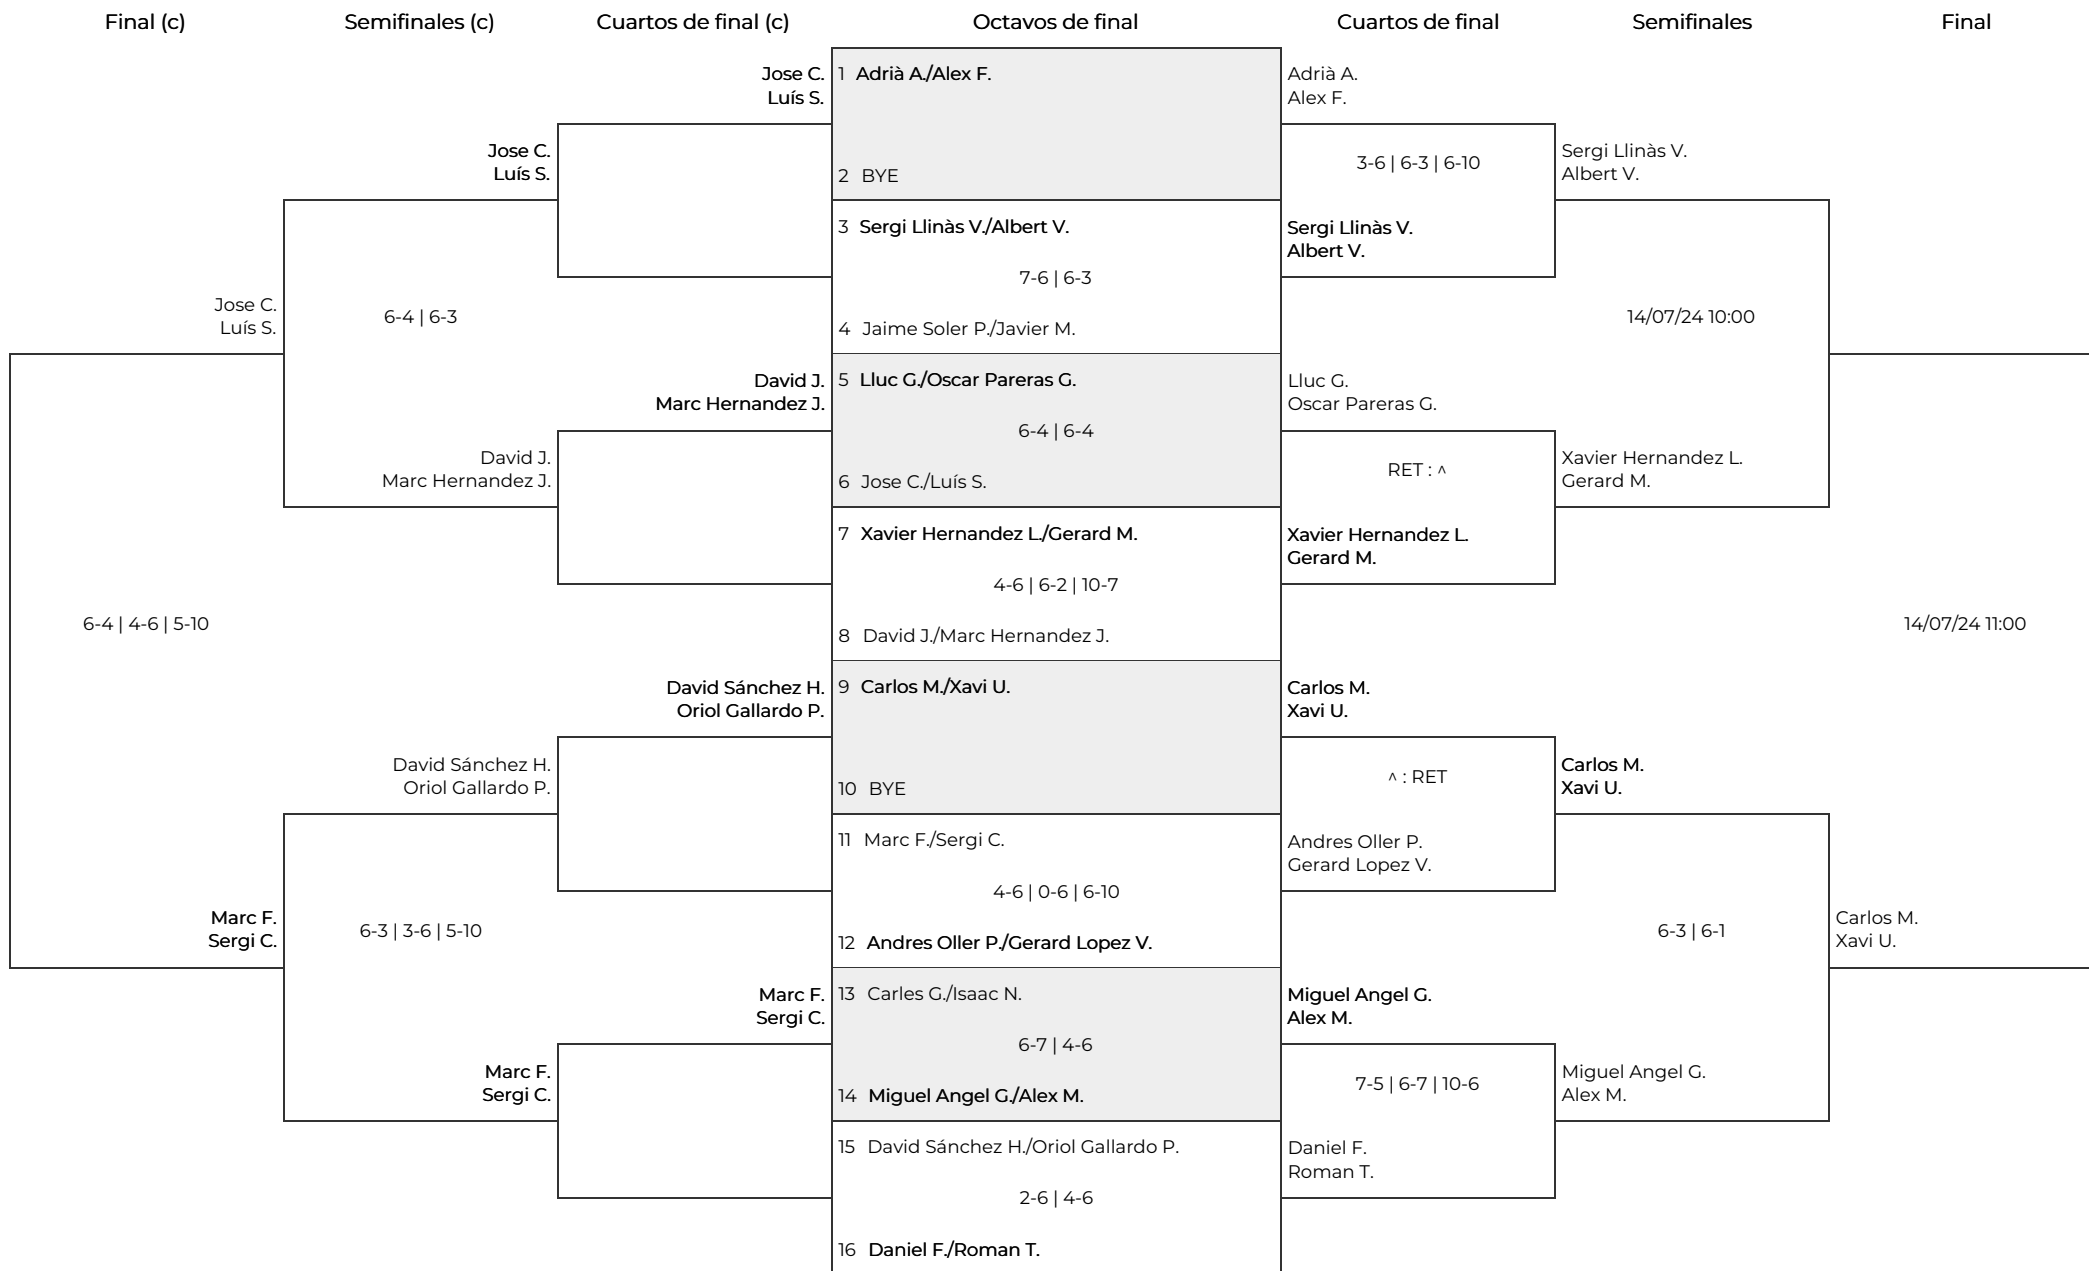 Final (c)
Semifinales (c)
Cuartos de final (c)
Octavos de final
Cuartos de final
Semifinales
Final
Jose C.
Luís S.
1 Adrià A./Alex F.
Adrià A.
Alex F.
Jose C.
Luís S.
2 BYE
3-6 | 6-3 | 6-10
Sergi Llinàs V.
Albert V.
3 Sergi Llinàs V./Albert V.
Sergi Llinàs V.
Albert V.
7-6 | 6-3
Jose C.
Luís S.
6-4 | 6-3
4 Jaime Soler P./Javier M.
14/07/24 10:00
David J.
Marc Hernandez J.
5 Lluc G./Oscar Pareras G.
Lluc G.
Oscar Pareras G.
6-4 | 6-4
David J.
Marc Hernandez J.
6 Jose C./Luís S.
RET : ^
Xavier Hernandez L.
Gerard M.
7 Xavier Hernandez L./Gerard M.
Xavier Hernandez L.
Gerard M.
4-6 | 6-2 | 10-7
6-4 | 4-6 | 5-10
8 David J./Marc Hernandez J.
14/07/24 11:00
David Sánchez H.
Oriol Gallardo P.
9 Carlos M./Xavi U.
Carlos M.
Xavi U.
David Sánchez H.
Oriol Gallardo P.
10 BYE
^ : RET
Carlos M.
Xavi U.
11 Marc F./Sergi C.
Andres Oller P.
Gerard Lopez V.
4-6 | 0-6 | 6-10
Marc F.
Sergi C.
6-3 | 3-6 | 5-10
12 Andres Oller P./Gerard Lopez V.
6-3 | 6-1
Carlos M.
Xavi U.
Marc F.
Sergi C.
13 Carles G./Isaac N.
Miguel Angel G.
Alex M.
6-7 | 4-6
Marc F.
Sergi C.
14 Miguel Angel G./Alex M.
7-5 | 6-7 | 10-6
Miguel Angel G.
Alex M.
15 David Sánchez H./Oriol Gallardo P.
Daniel F.
Roman T.
2-6 | 4-6
16 Daniel F./Roman T.